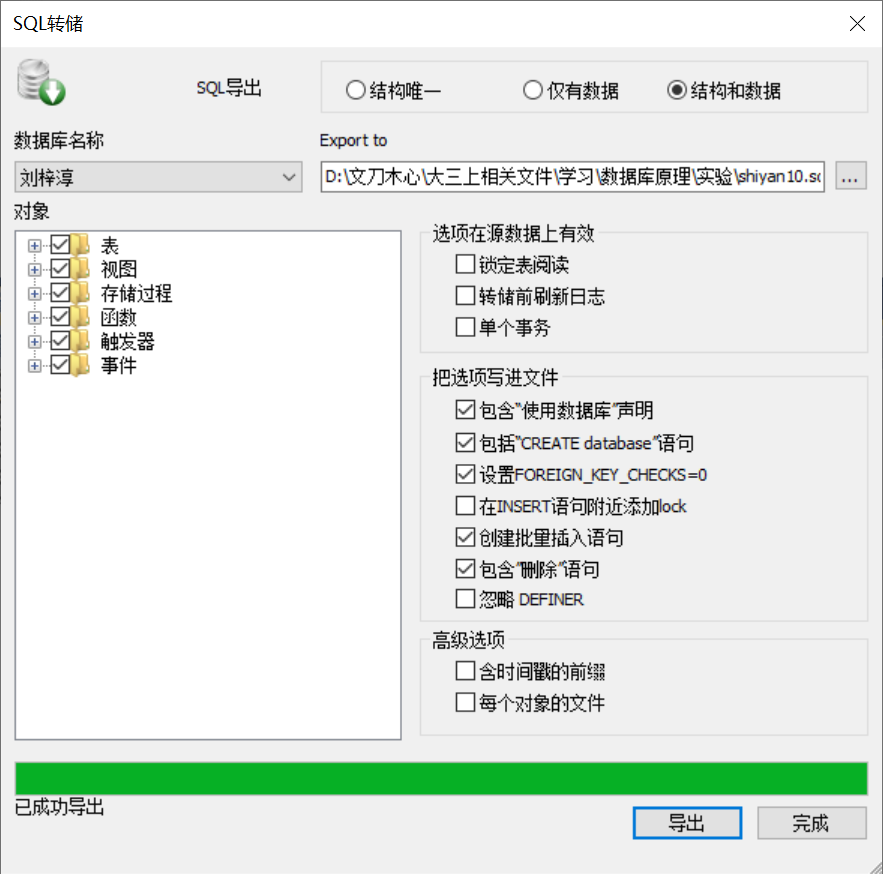 SQL转储
SQL导出
结构唯一
仅有数据
结构和数据
数据库名称
Export to
刘梓淳
D:\文刀木心\大三上相关文件\学习\数据库原理\实验\shiyan10.sc
...
对象
表
视图
存储过程
函数
触发器
事件
选项在源数据上有效
锁定表阅读
转储前刷新日志
单个事务
把选项写进文件
包含"使用数据库"声明
包括"CREATE database"语句
设置FOREIGN_KEY_CHECKS=0
在INSERT语句附近添加lock
创建批量插入语句
包含"删除"语句
忽略 DEFINER
高级选项
含时间戳的前缀
每个对象的文件
已成功导出
导出
完成